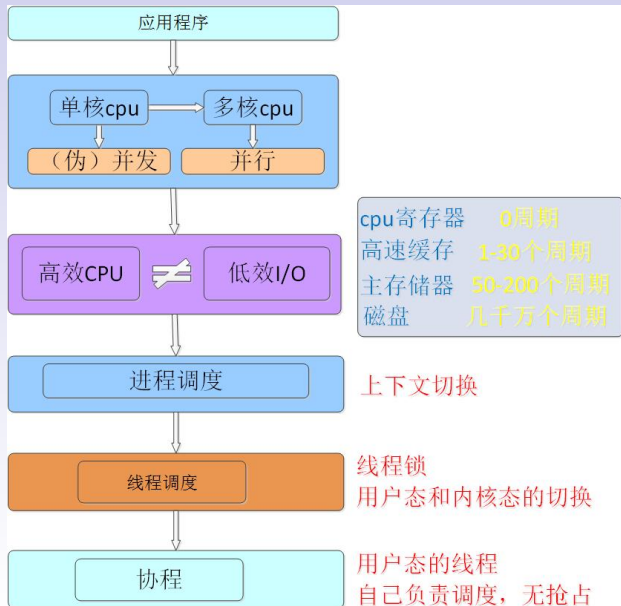 应用程序
单核cpu
多核cpu
（伪）并发
并行
高效CPU
≠
低效I/O
cpu寄存器 0周期
高速缓存 1-30个周期
主存储器 50-200个周期
磁盘 几千万个周期
进程调度
上下文切换
线程调度
线程锁
用户态和内核态的切换
协程
用户态的线程
自己负责调度，无抢占